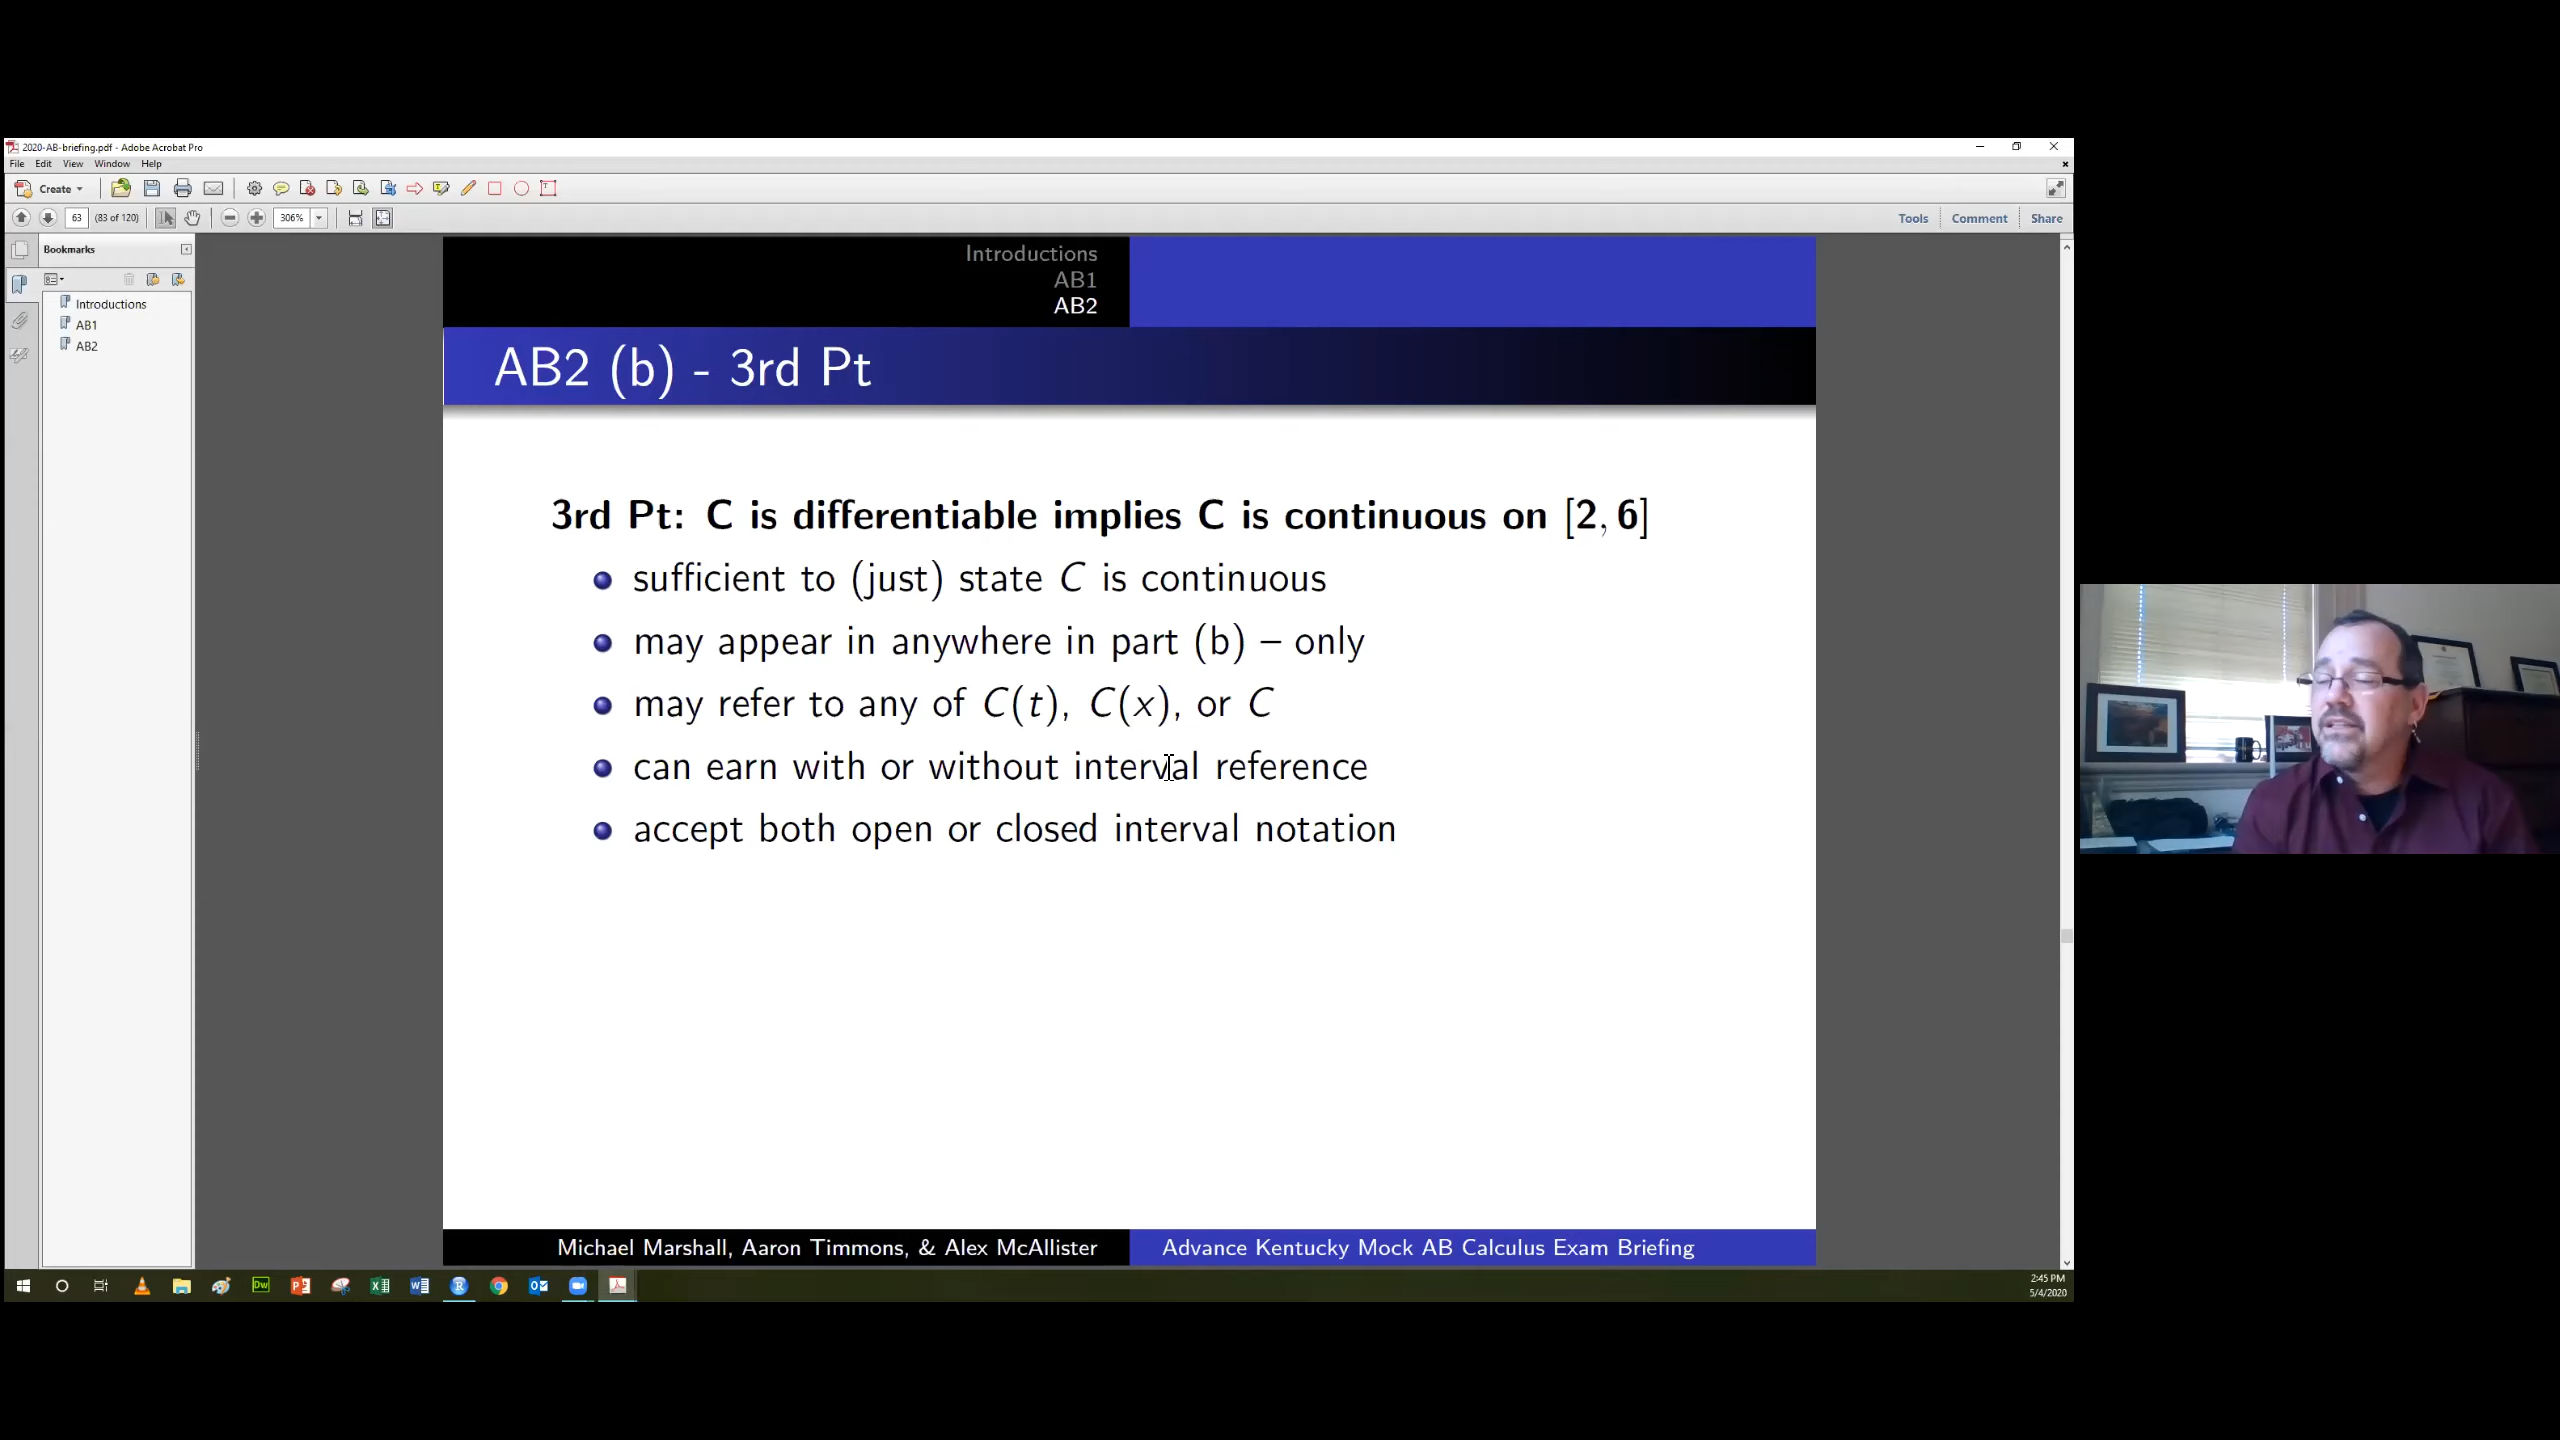 2020-AB-briefing.pdf - Adobe Acrobat Pro
File Edit View Window Help
Create
63 (83 of 120) 306% Tools Comment Share
Bookmarks
Introductions
AB1
AB2
Introductions
AB1
AB2
AB2 (b) - 3rd Pt
3rd Pt: C is differentiable implies C is continuous on [2, 6]
sufficient to (just) state C is continuous
may appear in anywhere in part (b) – only
may refer to any of C(t), C(x), or C
can earn with or without interval reference
accept both open or closed interval notation
Michael Marshall, Aaron Timmons, & Alex McAllister
Advance Kentucky Mock AB Calculus Exam Briefing
2:45 PM
5/4/2020